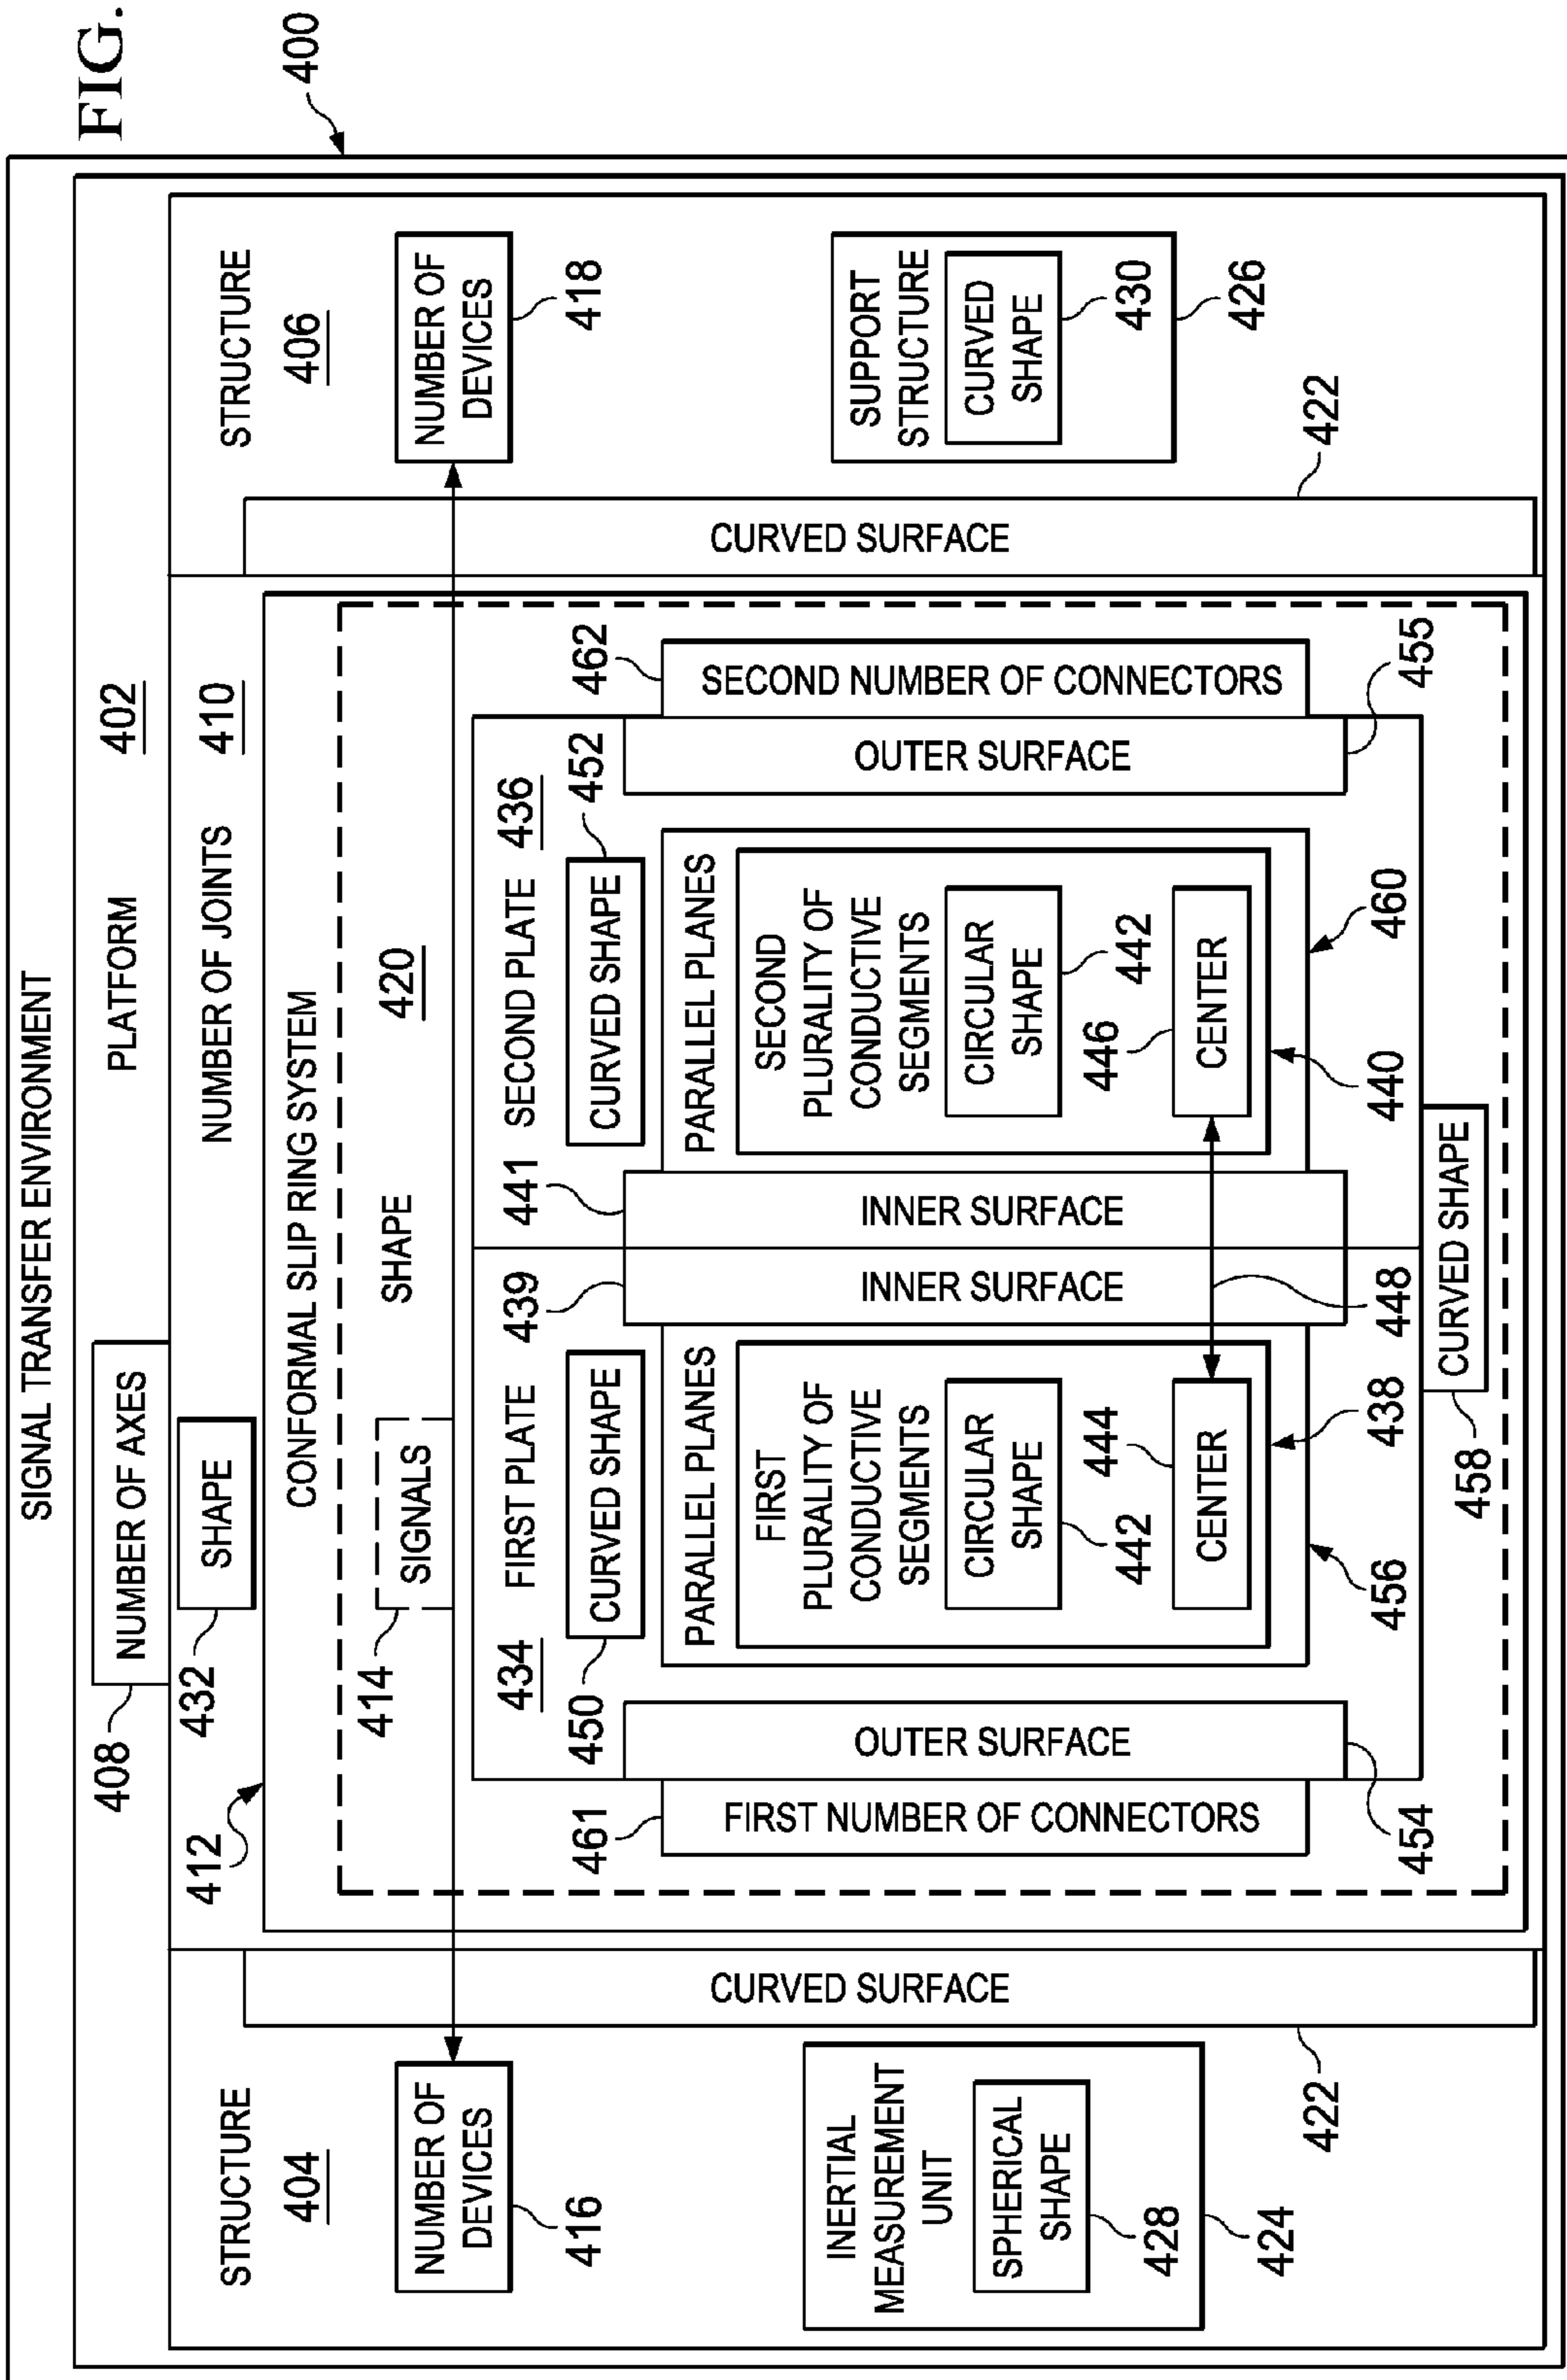 FIG.
400
SIGNAL TRANSFER ENVIRONMENT
PLATFORM
402
408
NUMBER OF AXES
STRUCTURE
404
NUMBER OF
DEVICES
416
INERTIAL
MEASUREMENT
UNIT
SPHERICAL
SHAPE
428
424
CURVED SURFACE
422
412
432
SHAPE
NUMBER OF JOINTS
410
CONFORMAL SLIP RING SYSTEM
414
SIGNALS
SHAPE
420
461
FIRST NUMBER OF CONNECTORS
434
FIRST PLATE
450
CURVED SHAPE
OUTER SURFACE
454
PARALLEL PLANES
FIRST
PLURALITY OF
CONDUCTIVE
SEGMENTS
CIRCULAR
SHAPE
442
444
CENTER
438
456
439
INNER SURFACE
441
INNER SURFACE
448
SECOND PLATE
436
CURVED SHAPE
452
PARALLEL PLANES
SECOND
PLURALITY OF
CONDUCTIVE
SEGMENTS
CIRCULAR
SHAPE
442
446
CENTER
440
460
OUTER SURFACE
455
462
SECOND NUMBER OF CONNECTORS
458
CURVED SHAPE
CURVED SURFACE
422
STRUCTURE
406
NUMBER OF
DEVICES
418
SUPPORT
STRUCTURE
CURVED
SHAPE
430
426